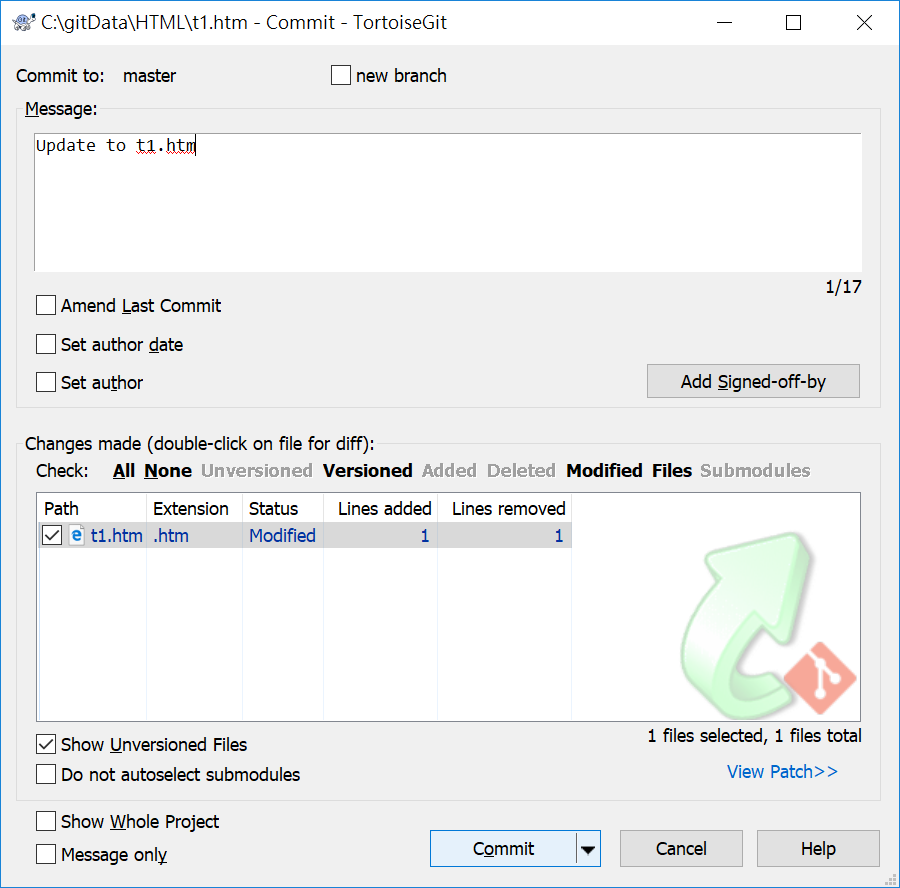 C:\gitData\HTML\t1.htm - Commit - TortoiseGit
Commit to: master new branch
Message:
Update to t1.htm
1/17
Amend Last Commit
Set author date
Set author
Add Signed-off-by
Changes made (double-click on file for diff):
Check: All None Unversioned Versioned Added Deleted Modified Files Submodules
Path Extension Status Lines added Lines removed
t1.htm .htm Modified 1 1
Show Unversioned Files
1 files selected, 1 files total
Do not autoselect submodules
View Patch>>
Show Whole Project
Message only
Commit Cancel Help